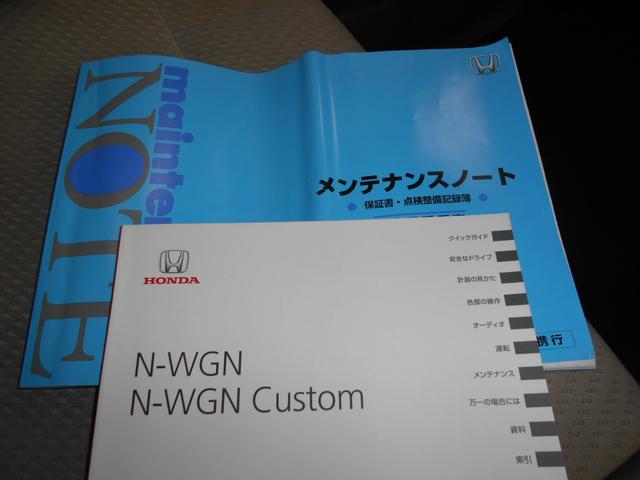 mainte
NOTE
メンテナンスノート
保証書・点検整備記録簿
携行
HONDA
N-WGN
N-WGN Custom
クイックガイド
安全なドライブ
計器の見かた
各部の操作
オーディオ
運転
メンテナンス
万一の場合には
資料
索引